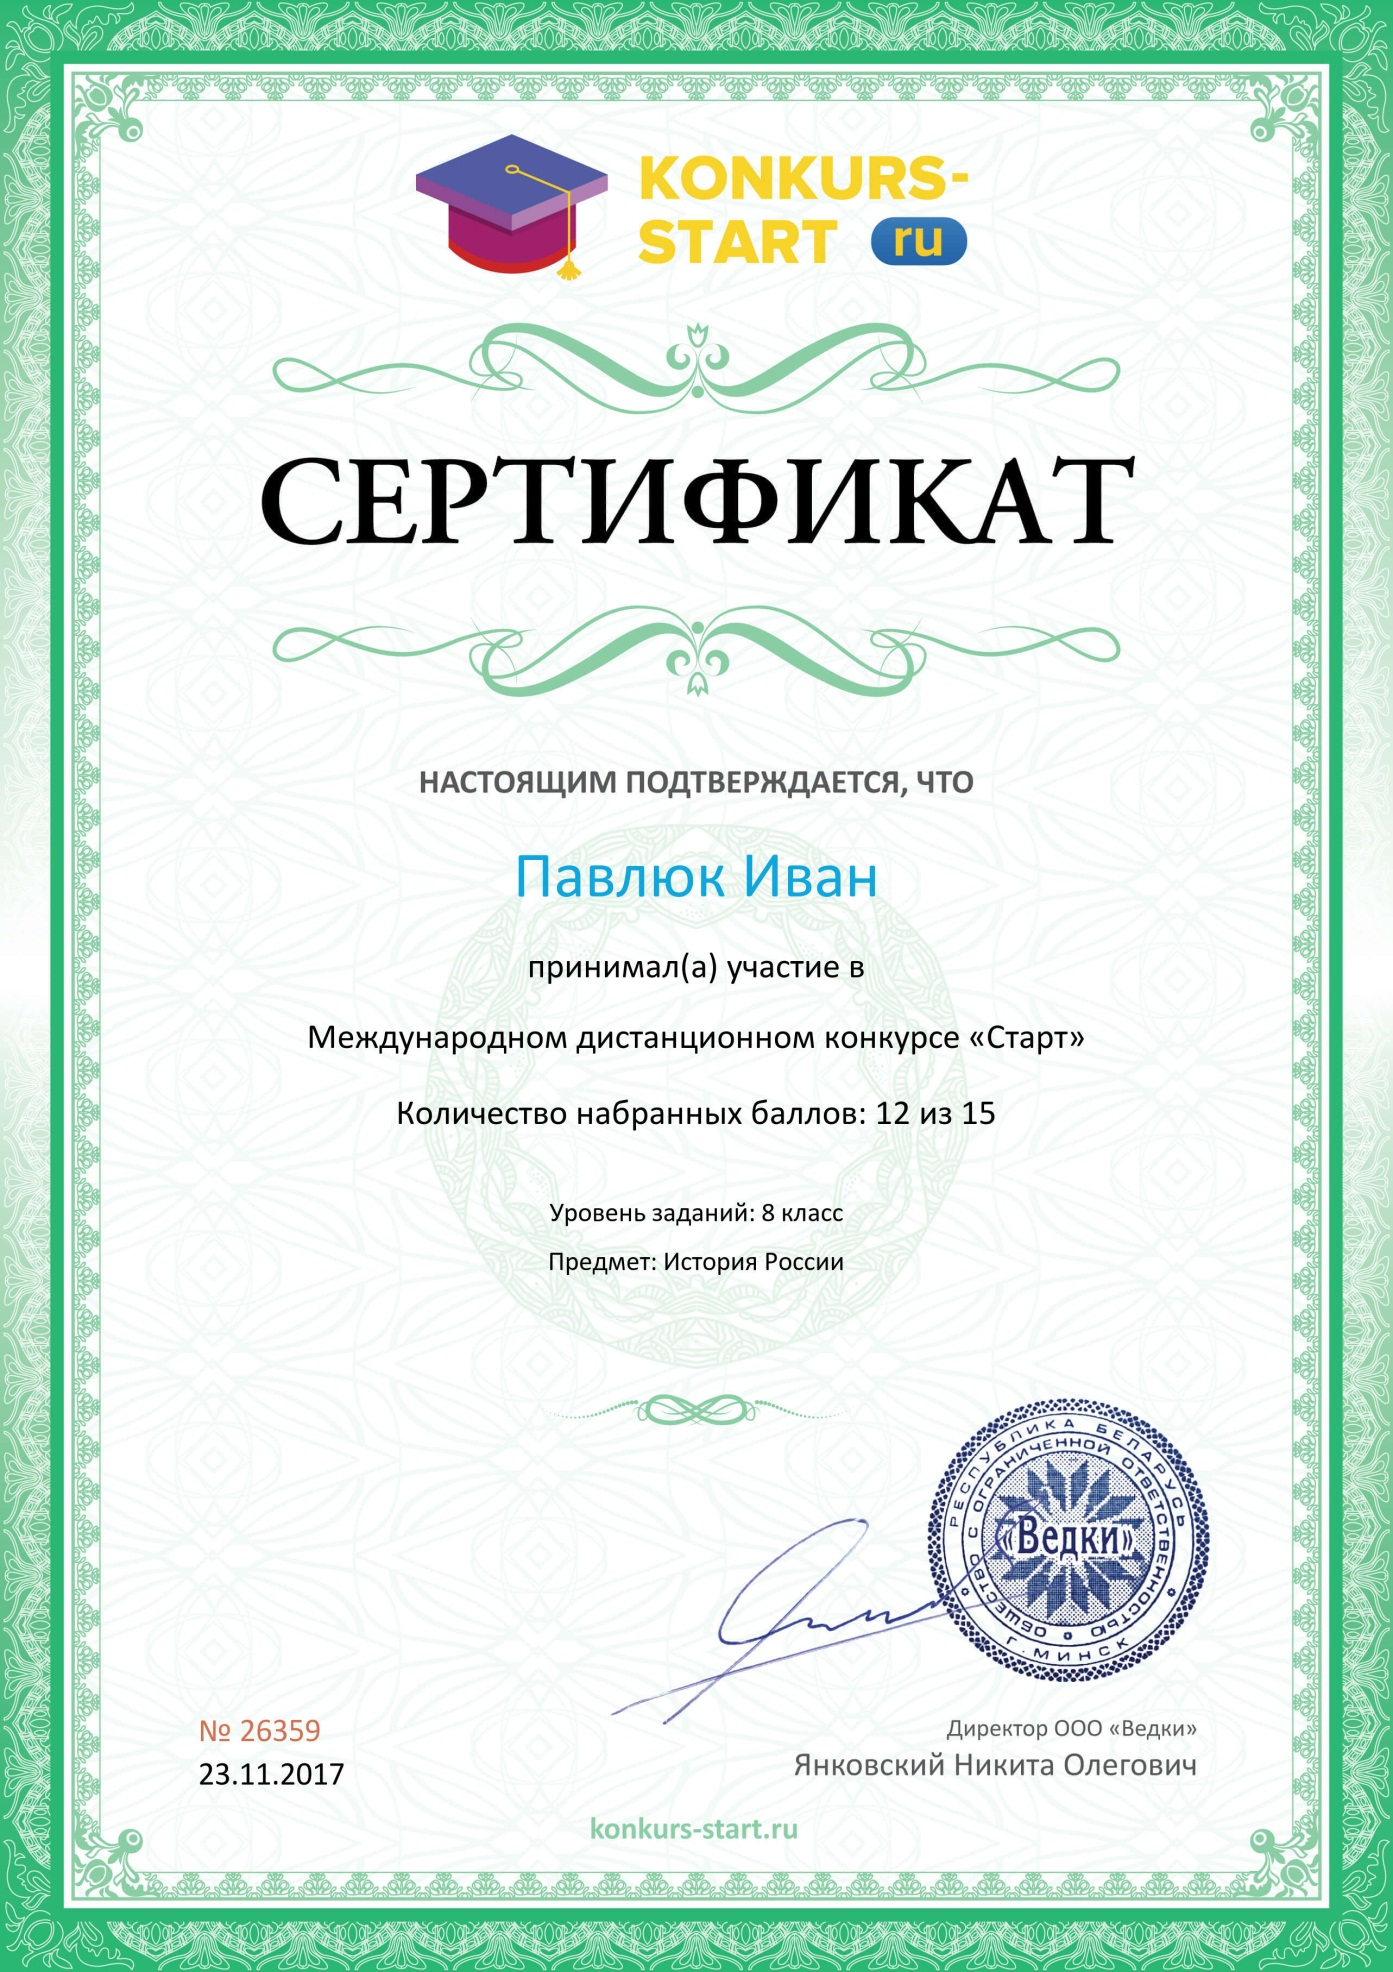 KONKURS-
START ru
СЕРТИФИКАТ
НАСТОЯЩИМ ПОДТВЕРЖДАЕТСЯ, ЧТО
Павлюк Иван
принимал(а) участие в
Международном дистанционном конкурсе «Старт»
Количество набранных баллов: 12 из 15
Уровень заданий: 8 класс
Предмет: История России
РЕСПУБЛИКА БЕЛАРУСЬ
ОБЩЕСТВО С ОГРАНИЧЕННОЙ ОТВЕТСТВЕННОСТЬЮ
«Ведки»
Г. МИНСК
№ 26359
23.11.2017
Директор ООО «Ведки»
Янковский Никита Олегович
konkurs-start.ru